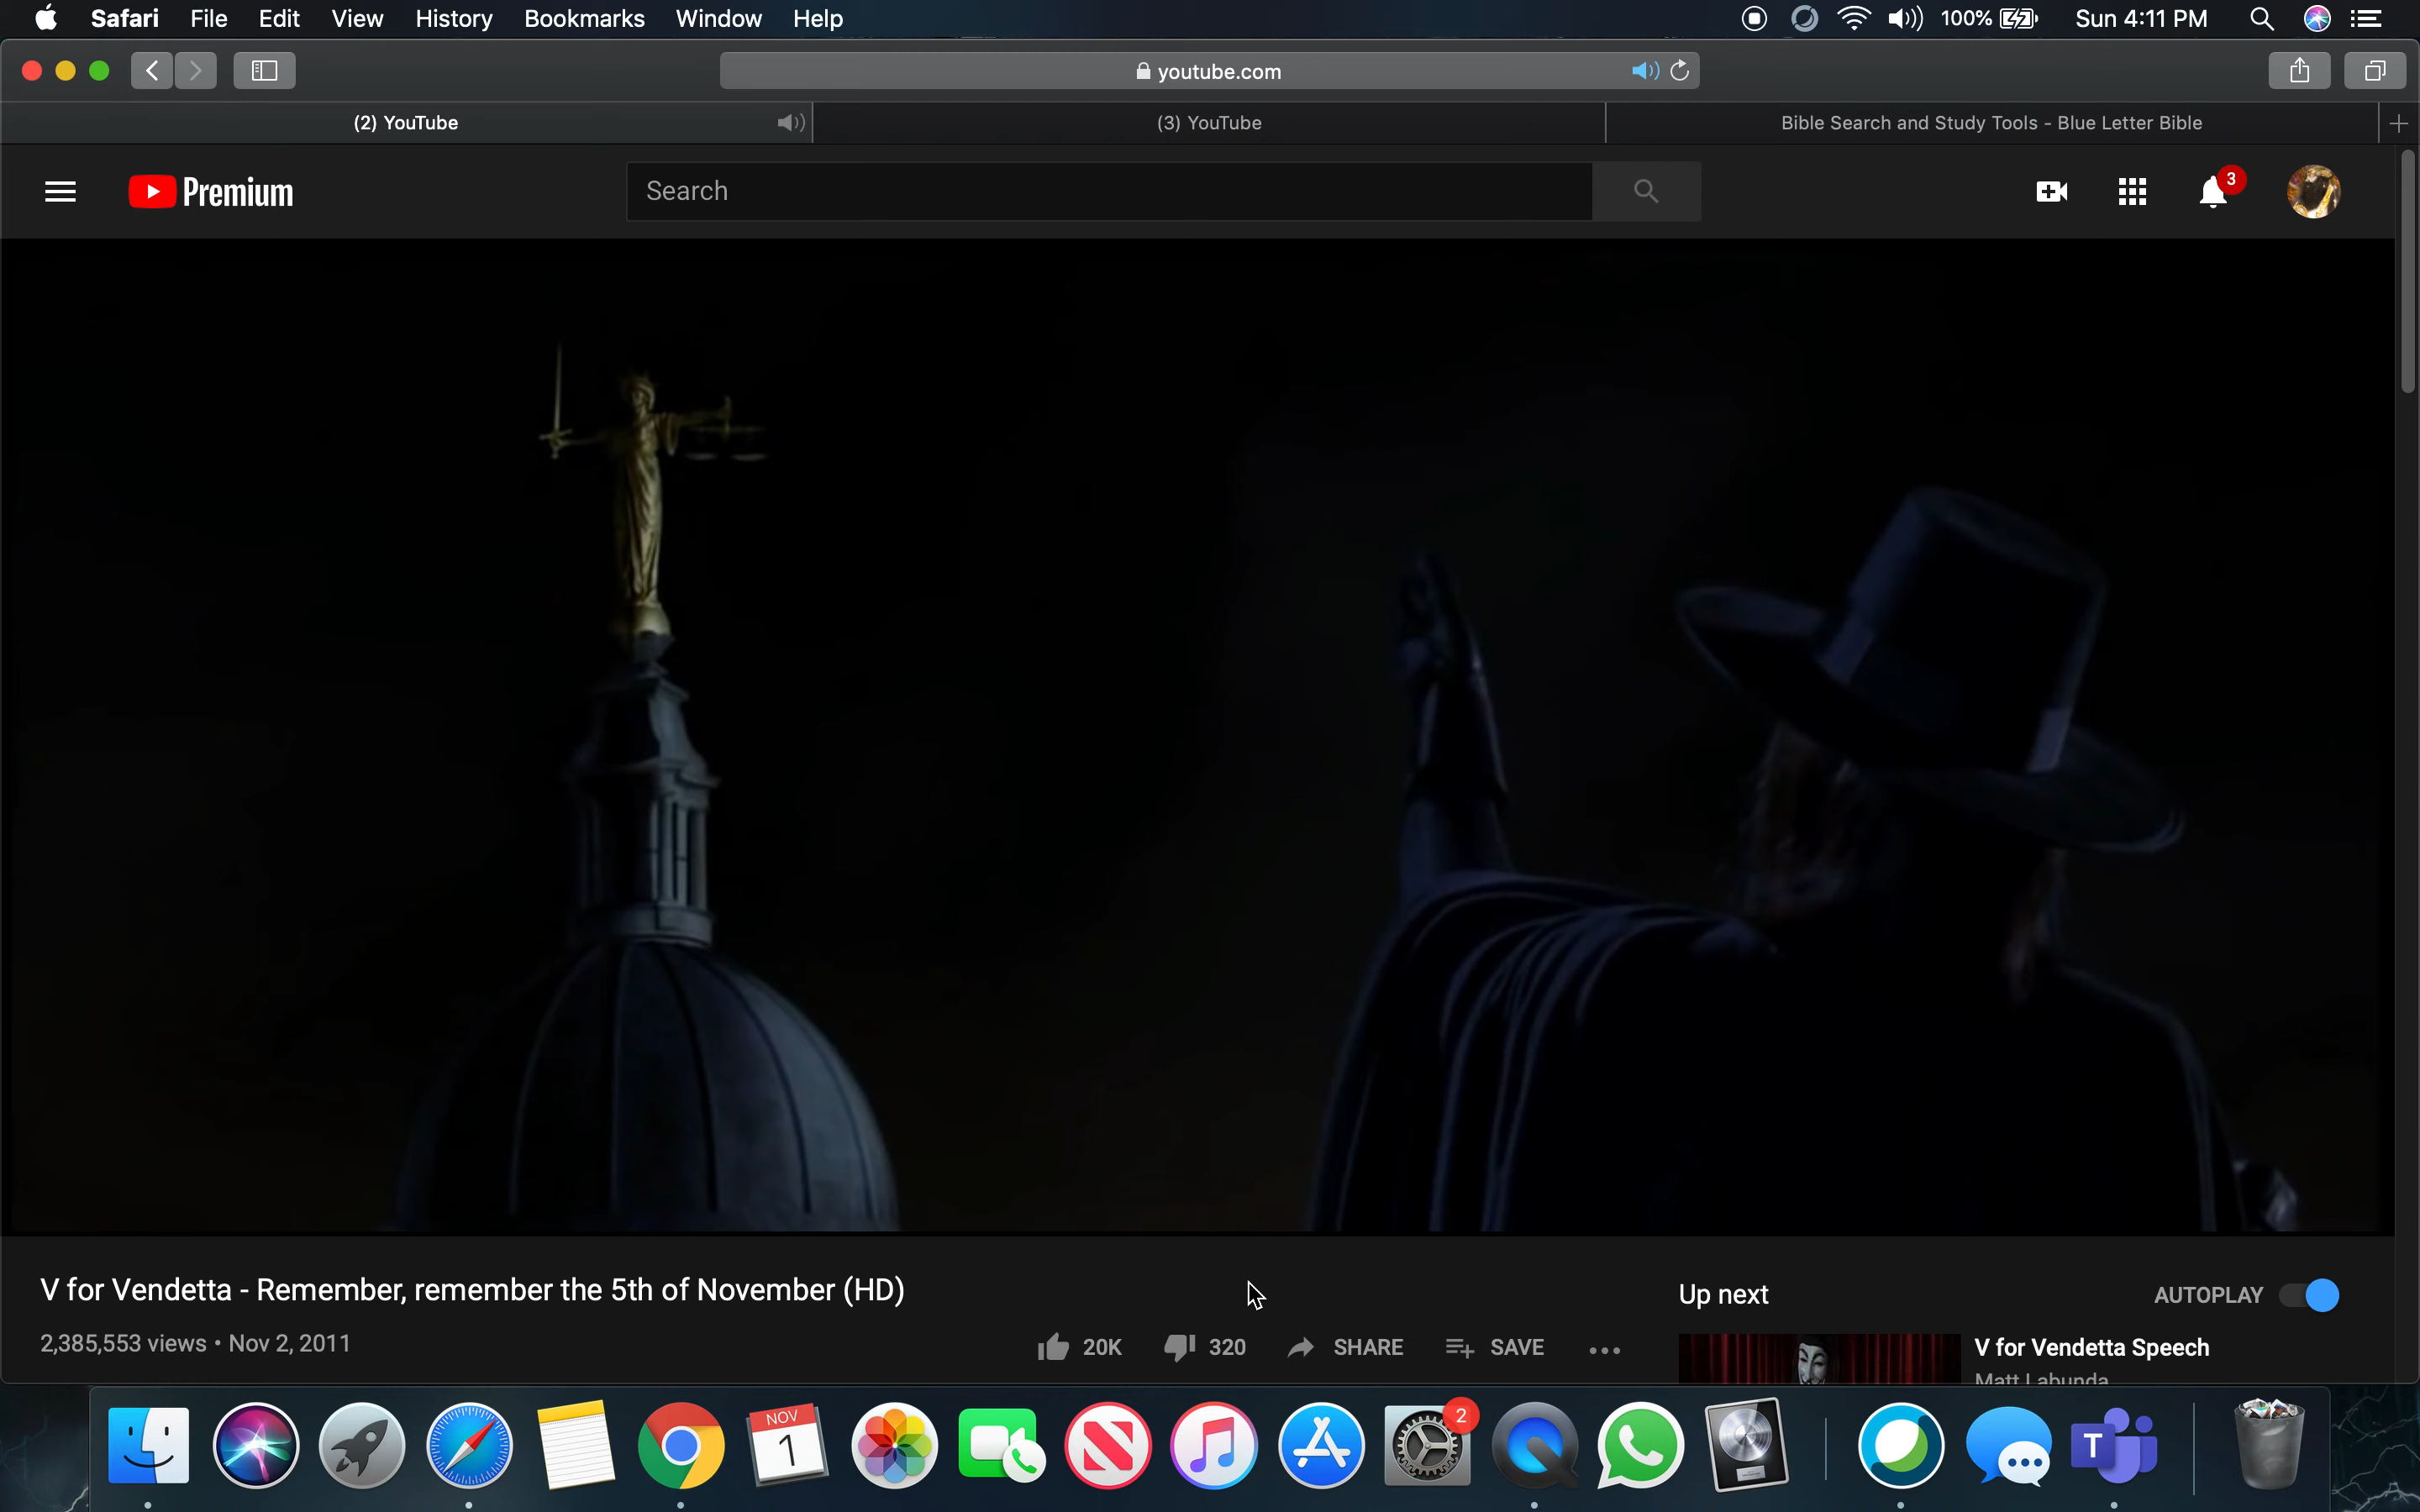 Safari File Edit View History Bookmarks Window Help 100% Sun 4:11 PM
youtube.com
(2) YouTube (3) YouTube Bible Search and Study Tools - Blue Letter Bible
Premium Search 3
V for Vendetta - Remember, remember the 5th of November (HD)
2,385,553 views • Nov 2, 2011
20K 320 SHARE SAVE
Up next AUTOPLAY
V for Vendetta Speech
Matt Labunda
NOV
1
2
T